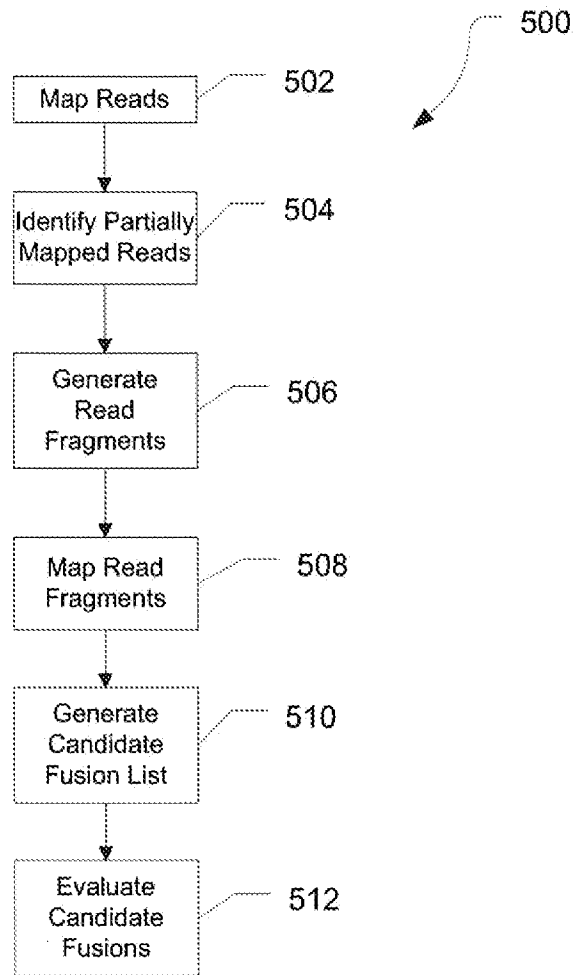 500
Map Reads
502
Identify Partially
Mapped Reads
504
Generate
Read
Fragments
506
Map Read
Fragments
508
Generate
Candidate
Fusion List
510
Evaluate
Candidate
Fusions
512